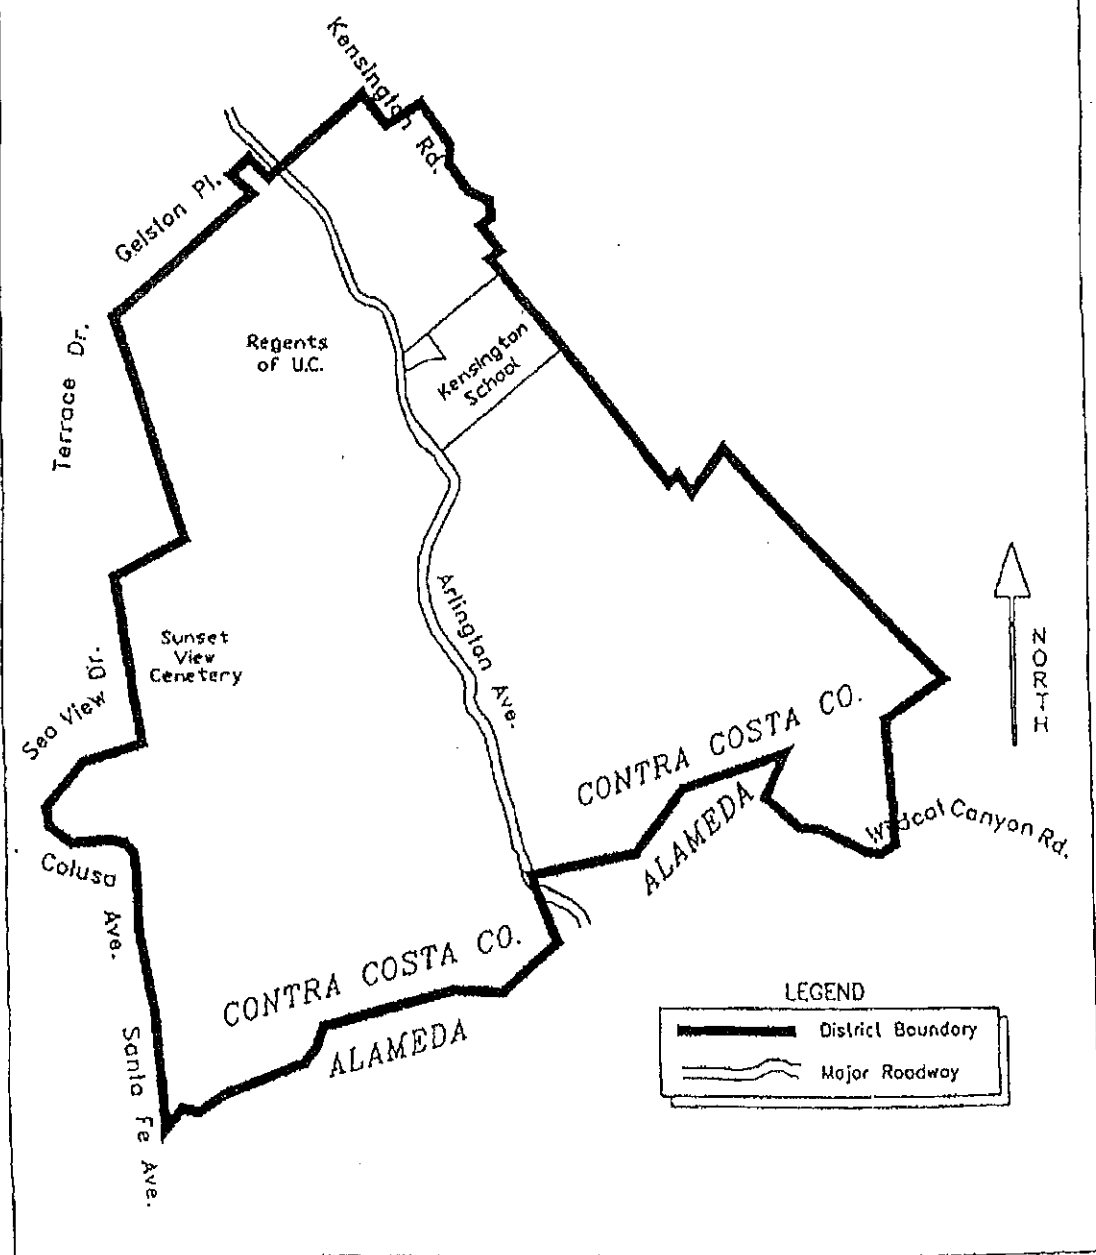 Kensington Rd.
Gelston Pl.
Terrace Dr.
Regents
of U.C.
Kensington
School
Arlington Ave.
Sunset
View
Cemetery
Sea View Dr.
NORTH
CONTRA COSTA CO.
ALAMEDA
Wildcat Canyon Rd.
Colusa Ave.
CONTRA COSTA CO.
ALAMEDA
Santa Fe Ave.
LEGEND
District Boundary
Major Roadway